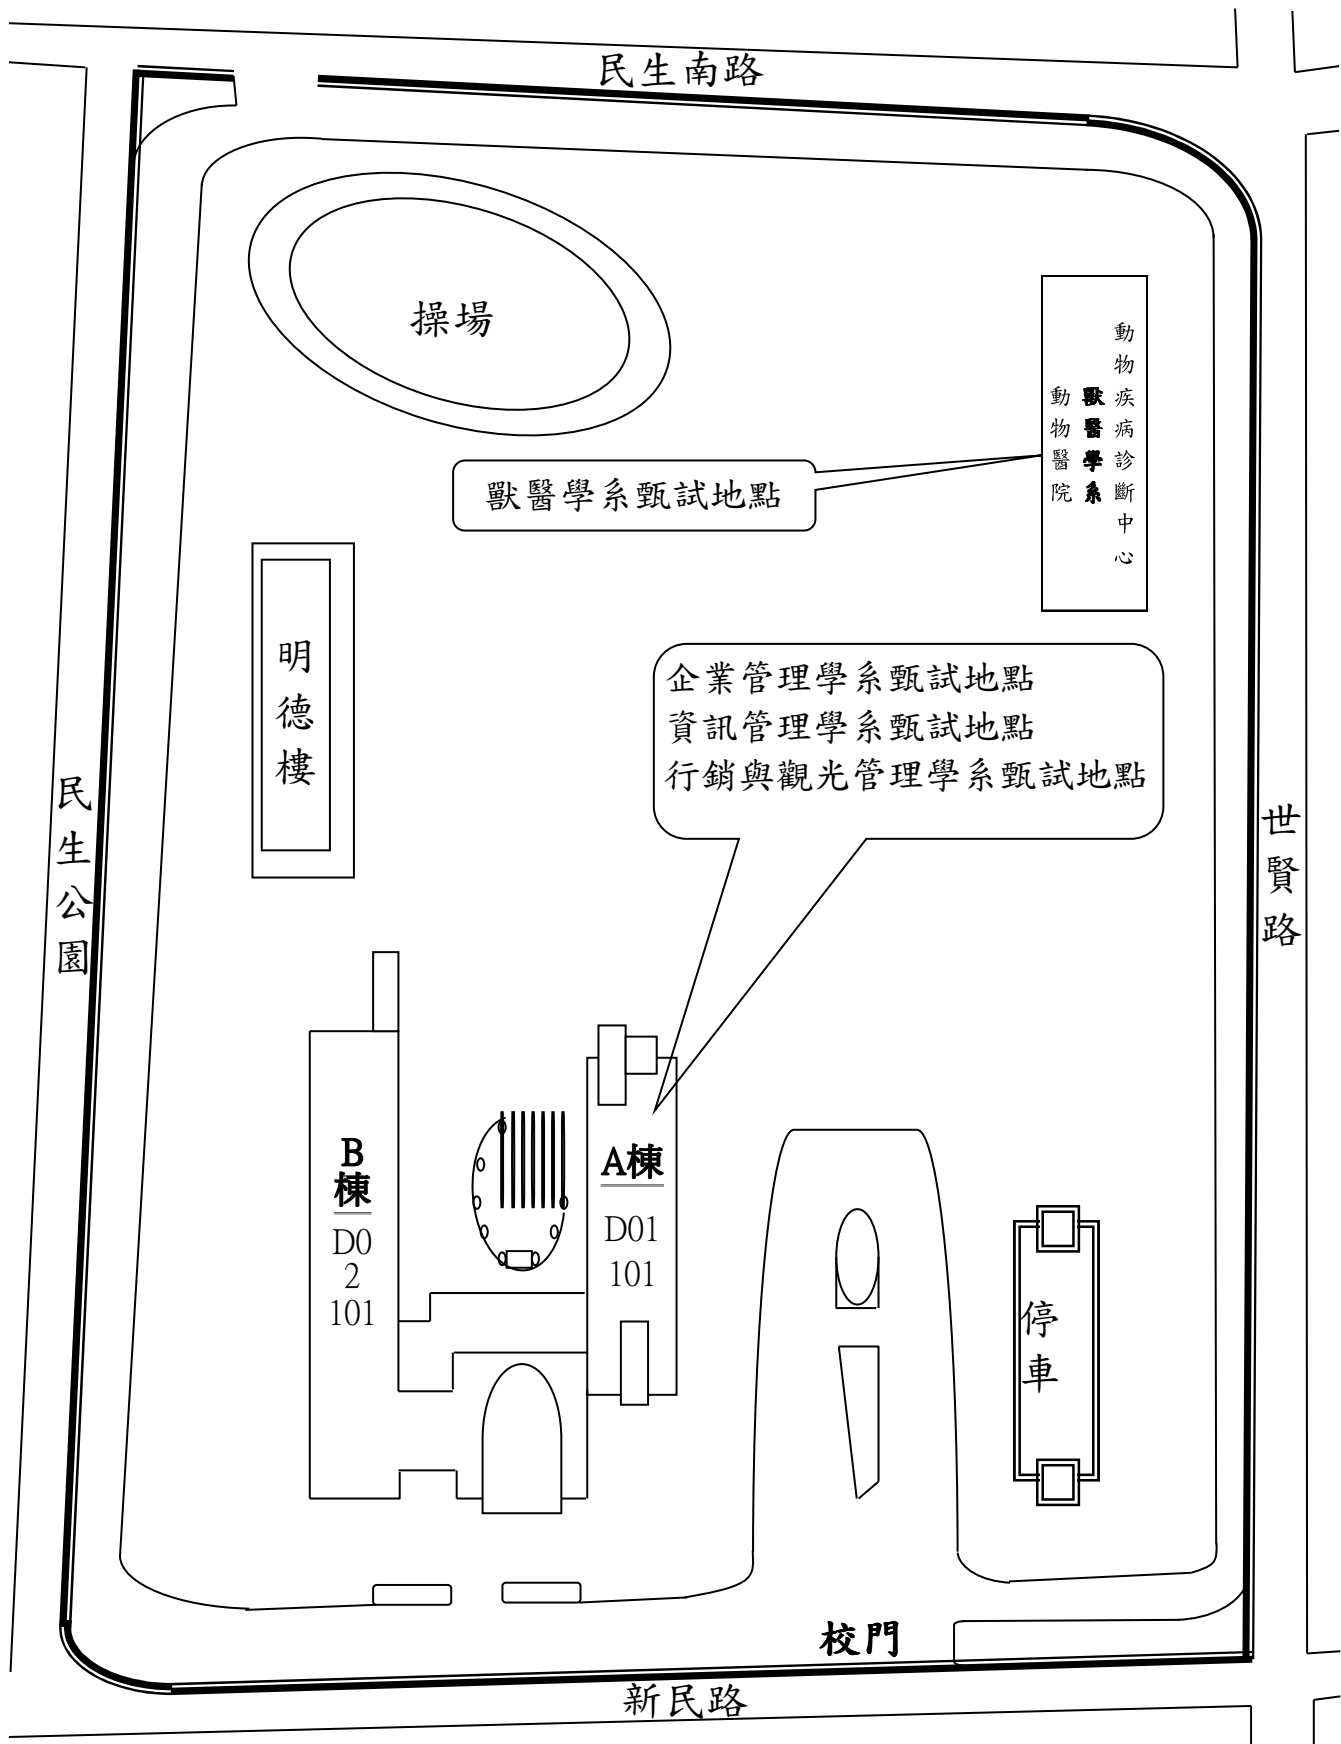 民生南路
操場
動物疾病診斷中心
獸醫學系
動物醫院
獸醫學系甄試地點
明德樓
企業管理學系甄試地點
資訊管理學系甄試地點
行銷與觀光管理學系甄試地點
民生公園
世賢路
B
棟
D0
2
101
A棟
D01
101
停車
校門
新民路